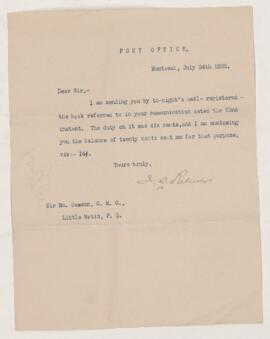 POST OFFICE,
Montreal, July 24th 1893.
Dear Sir,-
I am sending you by to-night's mail- registered -
the book referred to in your communication dated the 22nd
instant. The duty on it was six cents, and I am enclosing
you the balance of twenty cents sent me for that purpose,
vis:- 14¢.
Yours truly,
Sir Wm. Dawson, C. M. G.,
Little Metis, P. Q.